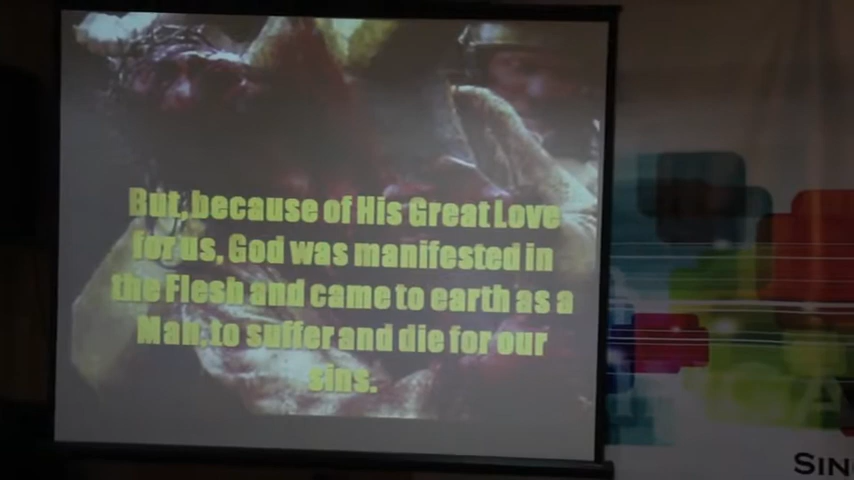 But, because of His Great Love
for us, God was manifested in
the Flesh and came to earth as a
Man, to suffer and die for our
sins.